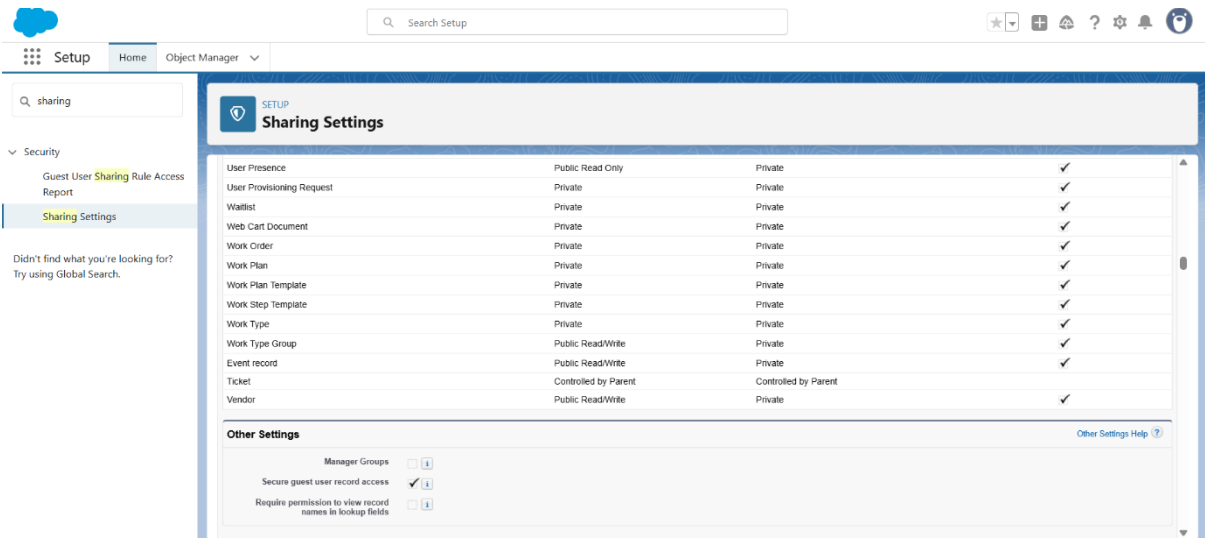 Search Setup
Setup
Home
Object Manager
sharing
Security
Guest User Sharing Rule Access
Report
Sharing Settings
Didn't find what you're looking for?
Try using Global Search.
SETUP
Sharing Settings
User Presence Public Read Only Private
User Provisioning Request Private Private
Waitlist Private Private
Web Cart Document Private Private
Work Order Private Private
Work Plan Private Private
Work Plan Template Private Private
Work Step Template Private Private
Work Type Private Private
Work Type Group Public Read/Write Private
Event record Public Read/Write Private
Ticket Controlled by Parent Controlled by Parent
Vendor Public Read/Write Private
Other Settings
Other Settings Help ?
Manager Groups
Secure guest user record access
Require permission to view record
names in lookup fields